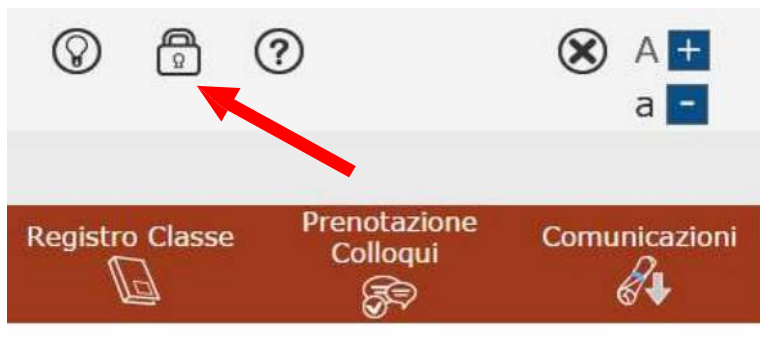 ?
A +
a -
Registro Classe
Prenotazione
Colloqui
Comunicazioni